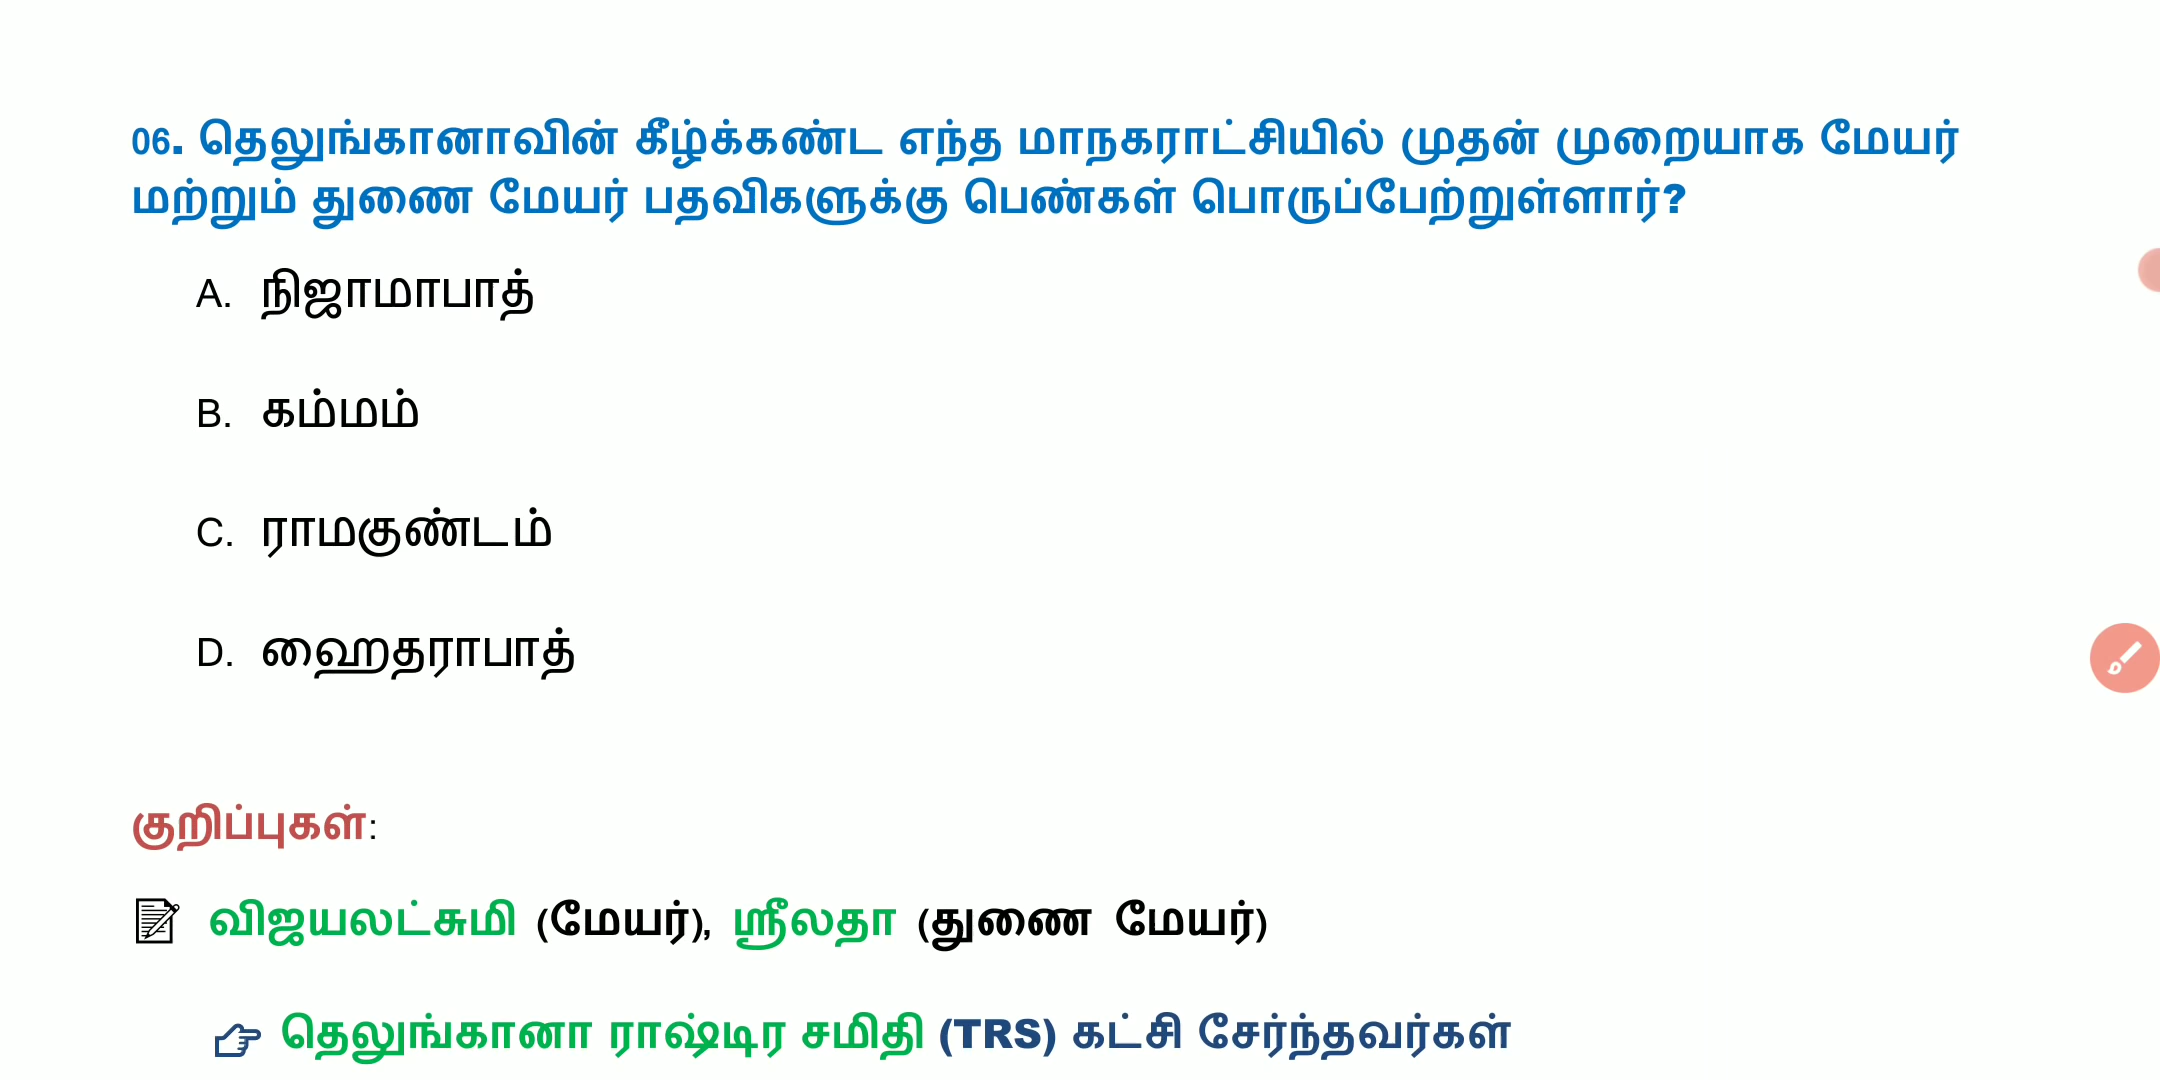 06. தெலுங்கானாவின் கீழ்க்கண்ட எந்த மாநகராட்சியில் முதன் முறையாக மேயர்
மற்றும் துணை மேயர் பதவிகளுக்கு பெண்கள் பொருப்பேற்றுள்ளார்?
A. நிஜாமாபாத்
B. கம்மம்
C. ராமகுண்டம்
D. ஹைதராபாத்
குறிப்புகள்:
விஜயலட்சுமி (மேயர்), ஸ்ரீலதா (துணை மேயர்)
தெலுங்கானா ராஷ்டிர சமிதி (TRS) கட்சி சேர்ந்தவர்கள்